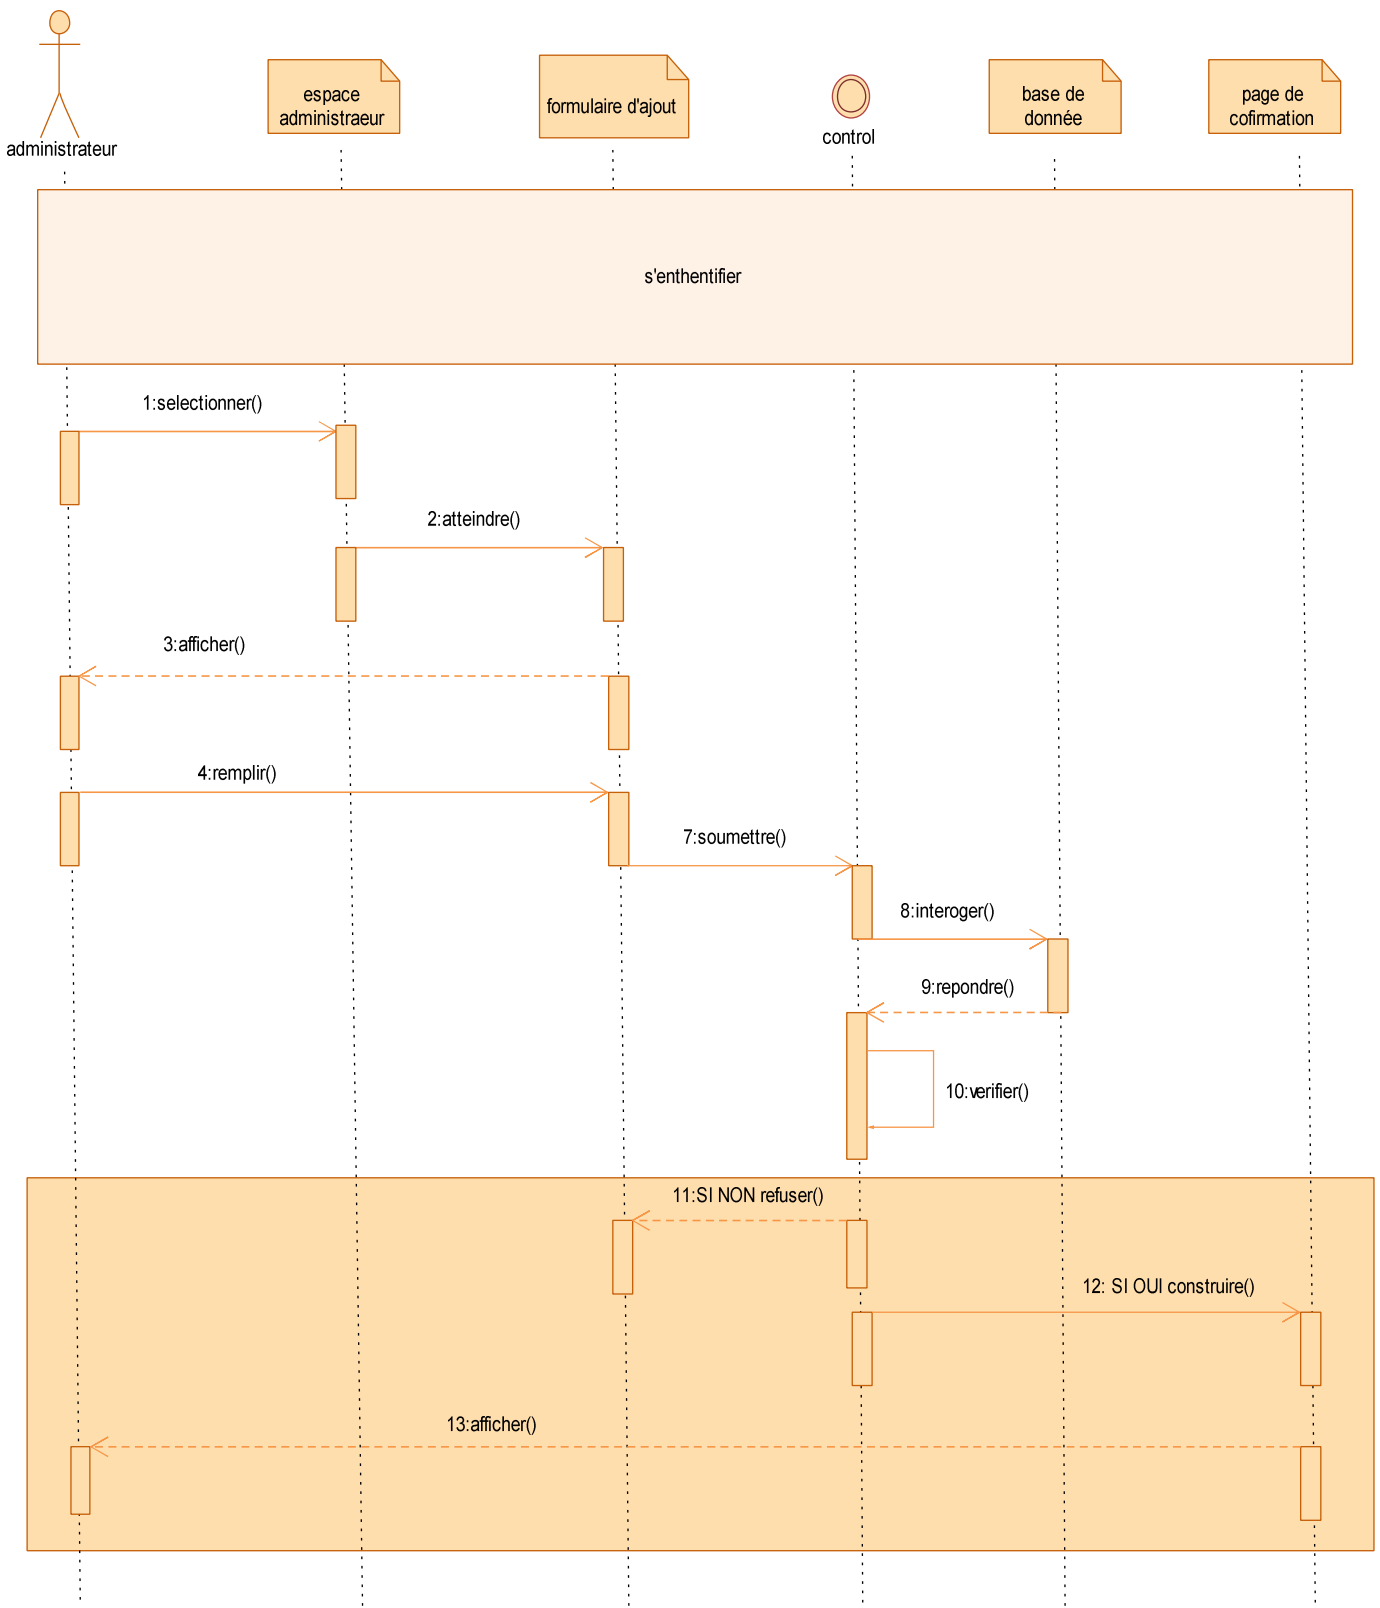 administrateur
espace
administraeur
formulaire d'ajout
control
base de
donnée
page de
cofirmation
s'enthentifier
1:selectionner()
2:atteindre()
3:afficher()
4:remplir()
7:soumettre()
8:interoger()
9:repondre()
10:verifier()
11:SI NON refuser()
12: SI OUI construire()
13:afficher()